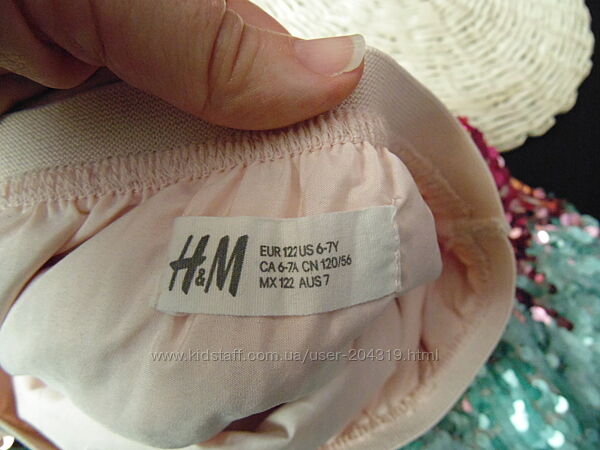 H&M
EUR 122 US 6-7Y
CA 6-7A CN 120/56
MX 122 AUS 7
www.kidstaff.com.ua/user-204319.html